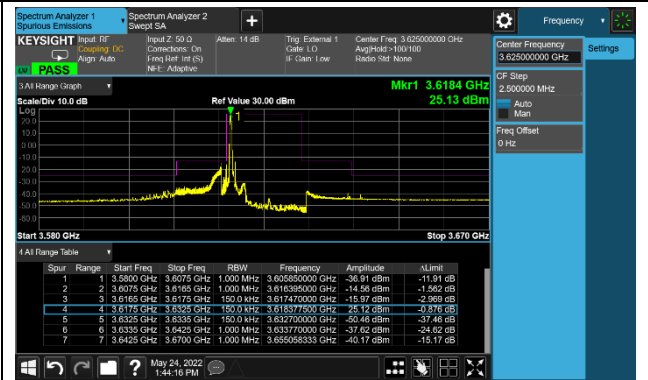 Spectrum Analyzer 1
Spurious Emissions
Spectrum Analyzer 2
Swept SA
Frequency
KEYSIGHT
Input: RF
Coupling: DC
Align: Auto
Input Z: 50 Ω
Corrections: On
Freq Ref: Int (S)
NFE: Adaptive
Atten: 14 dB
Trig: External 1
Gate: LO
IF Gain: Low
Center Freq: 3.625000000 GHz
Avg|Hold:>100/100
Radio Std: None
PASS
Center Frequency
3.625000000 GHz
Settings
CF Step
2.500000 MHz
Auto
Man
Freq Offset
0 Hz
3 All Range Graph
Mkr1 3.6184 GHz
Scale/Div 10.0 dB
Ref Value 30.00 dBm
25.13 dBm
Log
20.0
10.0
0.00
-10.0
-20.0
-30.0
-40.0
-50.0
-60.0
1
Start 3.580 GHz
Stop 3.670 GHz
4 All Range Table
Spur Range Start Freq Stop Freq RBW Frequency Amplitude ΔLimit
1 1 3.5800 GHz 3.6075 GHz 1.000 MHz 3.605850000 GHz -36.91 dBm -11.91 dB
2 2 3.6075 GHz 3.6165 GHz 1.000 MHz 3.616395000 GHz -14.56 dBm -1.562 dB
3 3 3.6165 GHz 3.6175 GHz 150.0 kHz 3.617470000 GHz -15.97 dBm -2.969 dB
4 4 3.6175 GHz 3.6325 GHz 150.0 kHz 3.618377500 GHz 25.12 dBm -0.876 dB
5 5 3.6325 GHz 3.6335 GHz 150.0 kHz 3.632700000 GHz -50.46 dBm -37.46 dB
6 6 3.6335 GHz 3.6425 GHz 1.000 MHz 3.633770000 GHz -37.62 dBm -24.62 dB
7 7 3.6425 GHz 3.6700 GHz 1.000 MHz 3.655058333 GHz -40.17 dBm -15.17 dB
May 24, 2022
1:44:16 PM